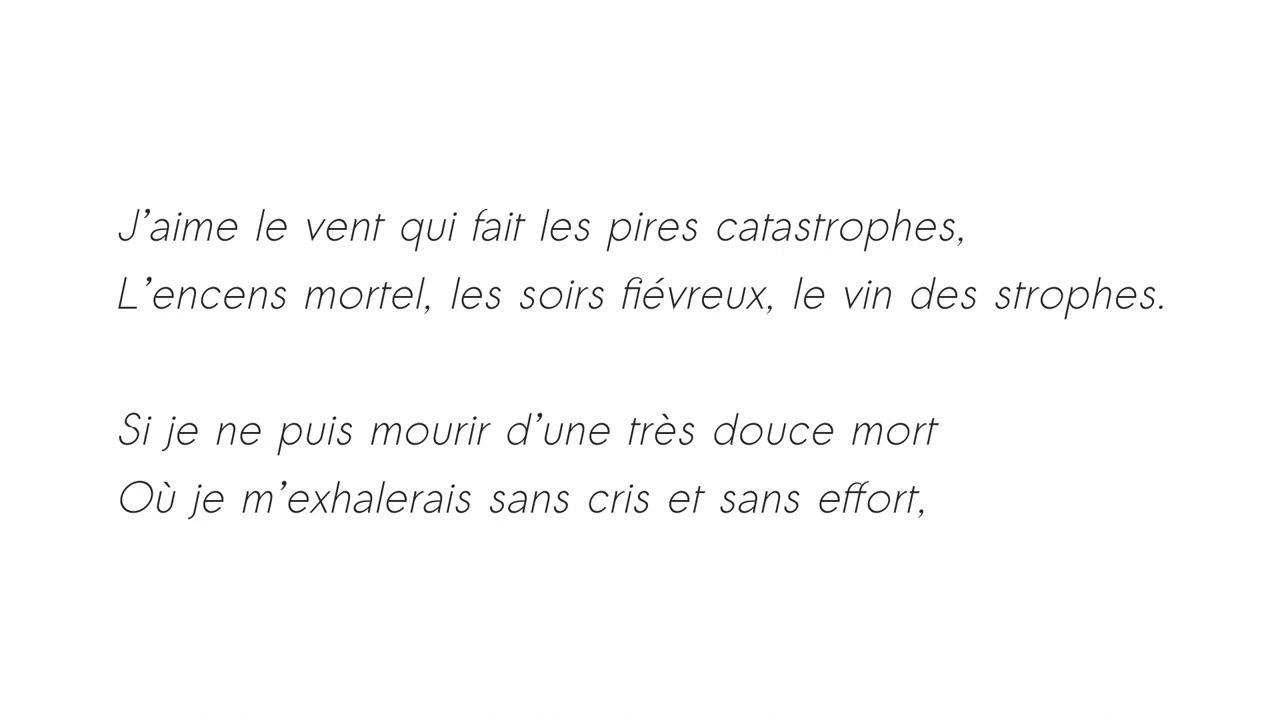 J’aime le vent qui fait les pires catastrophes,
L’encens mortel, les soirs fiévreux, le vin des strophes.
Si je ne puis mourir d’une très douce mort
Où je m’exhalerais sans cris et sans effort,